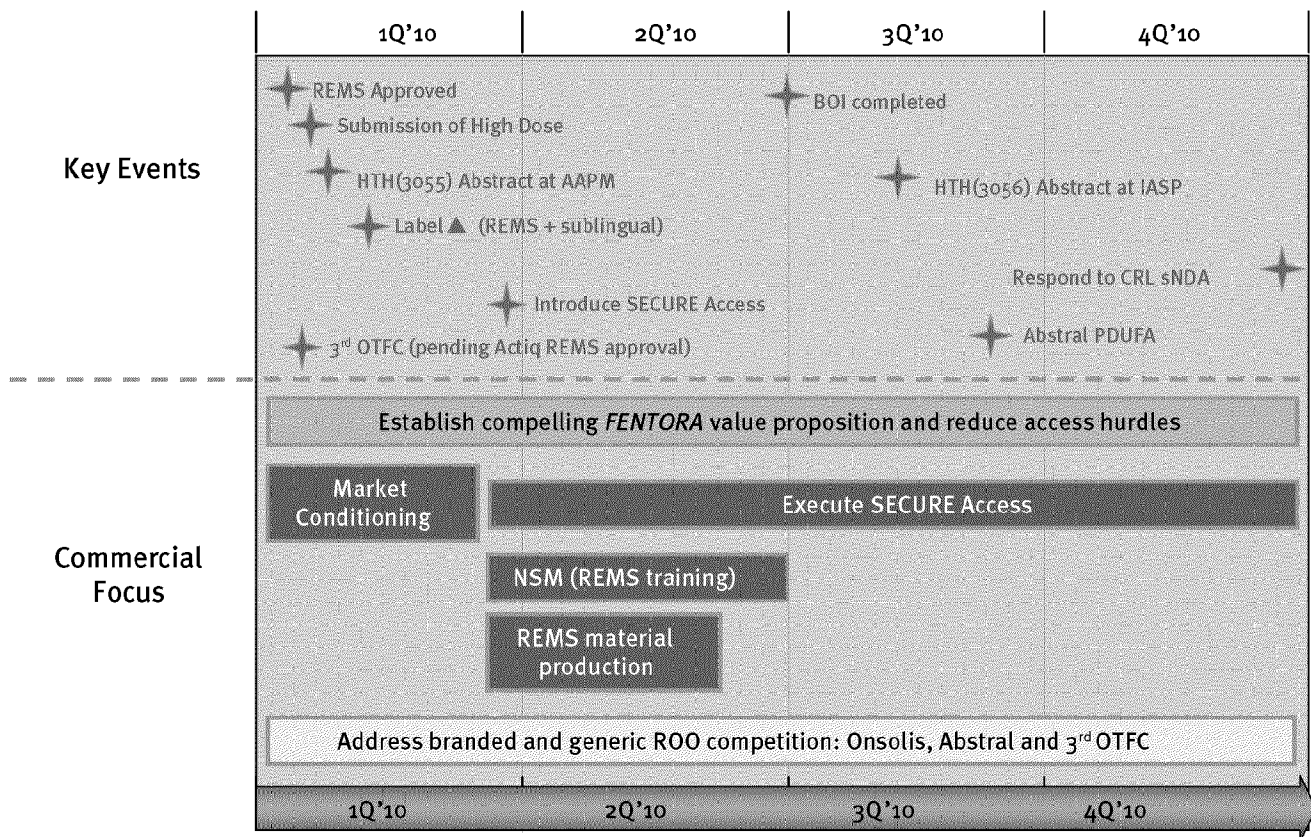 1Q'10 2Q'10 3Q'10 4Q'10
Key Events
REMS Approved
BOI completed
Submission of High Dose
HTH(3055) Abstract at AAPM
HTH(3056) Abstract at IASP
Label ▲ (REMS + sublingual)
Respond to CRL sNDA
Introduce SECURE Access
Abstral PDUFA
3rd OTFC (pending Actiq REMS approval)
Commercial
Focus
Establish compelling FENTORA value proposition and reduce access hurdles
Market
Conditioning
Execute SECURE Access
NSM (REMS training)
REMS material
production
Address branded and generic ROO competition: Onsolis, Abstral and 3rd OTFC
1Q'10 2Q'10 3Q'10 4Q'10